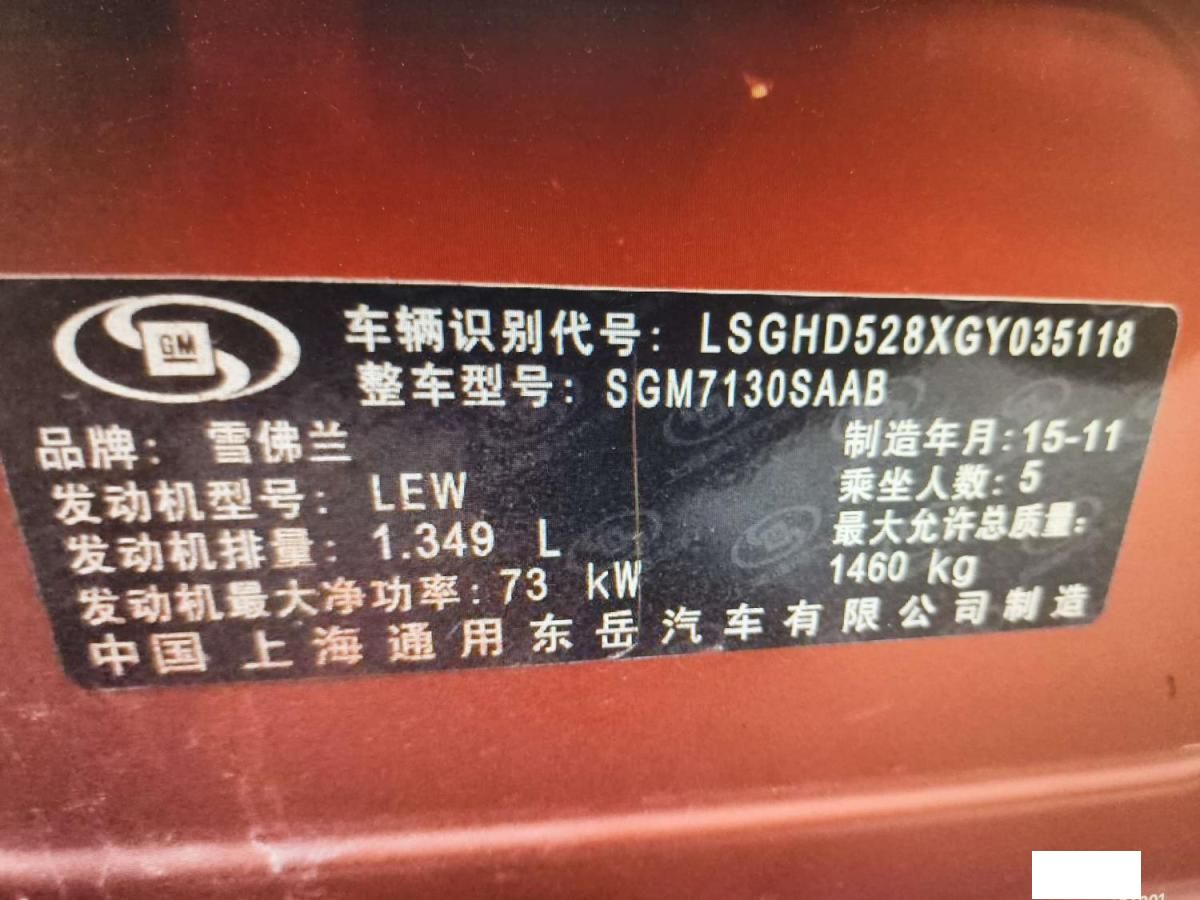 GM
车辆识别代号: LSGHD528XGY035118
整车型号: SGM7130SAAB
品牌: 雪佛兰
制造年月:15-11
发动机型号: LEW
乘坐人数: 5
发动机排量: 1.349 L
最大允许总质量:
1460 kg
发动机最大净功率: 73 kW
中国 上海通用东岳汽车有限公司制造